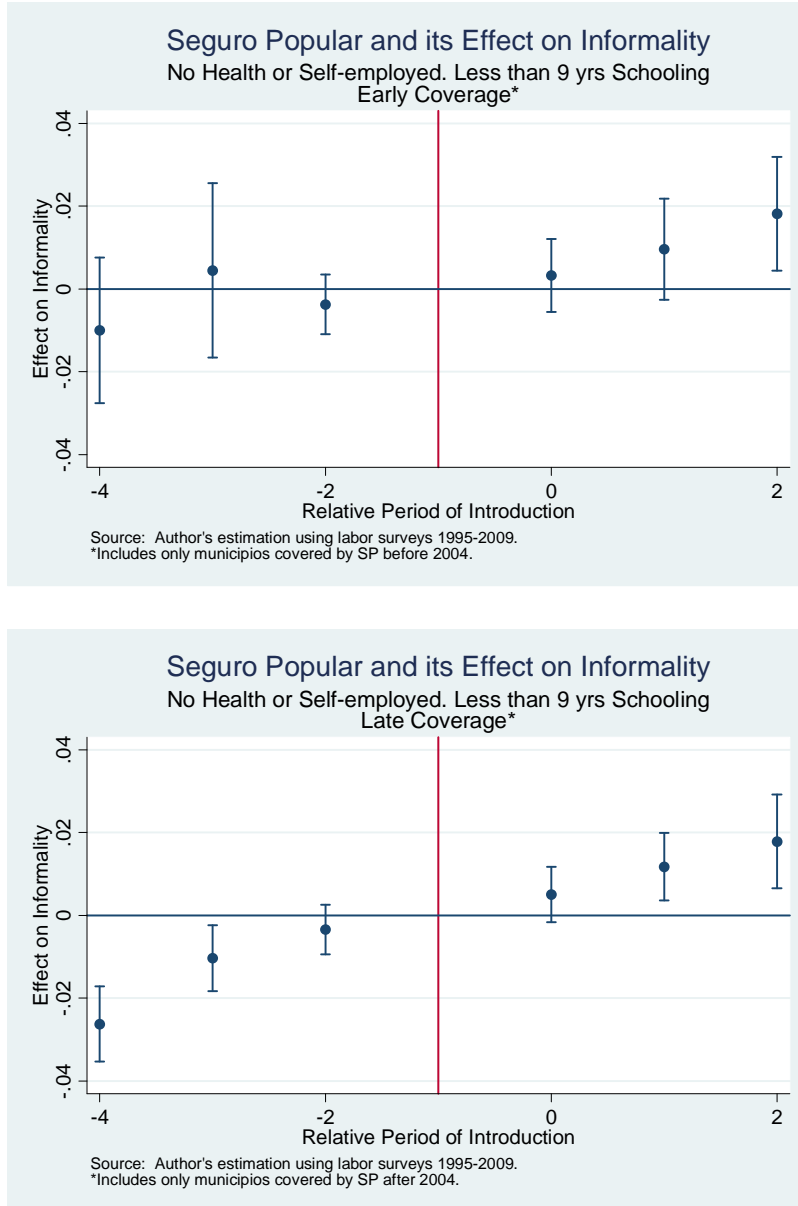 Seguro Popular and its Effect on Informality
No Health or Self-employed. Less than 9 yrs Schooling
Early Coverage*
Effect on Informality
.04
.02
0
-.02
-.04
-4
-2
0
2
Relative Period of Introduction
Source:  Author's estimation using labor surveys 1995-2009.
*Includes only municipios covered by SP before 2004.
Seguro Popular and its Effect on Informality
No Health or Self-employed. Less than 9 yrs Schooling
Late Coverage*
Effect on Informality
.04
.02
0
-.02
-.04
-4
-2
0
2
Relative Period of Introduction
Source:  Author's estimation using labor surveys 1995-2009.
*Includes only municipios covered by SP after 2004.